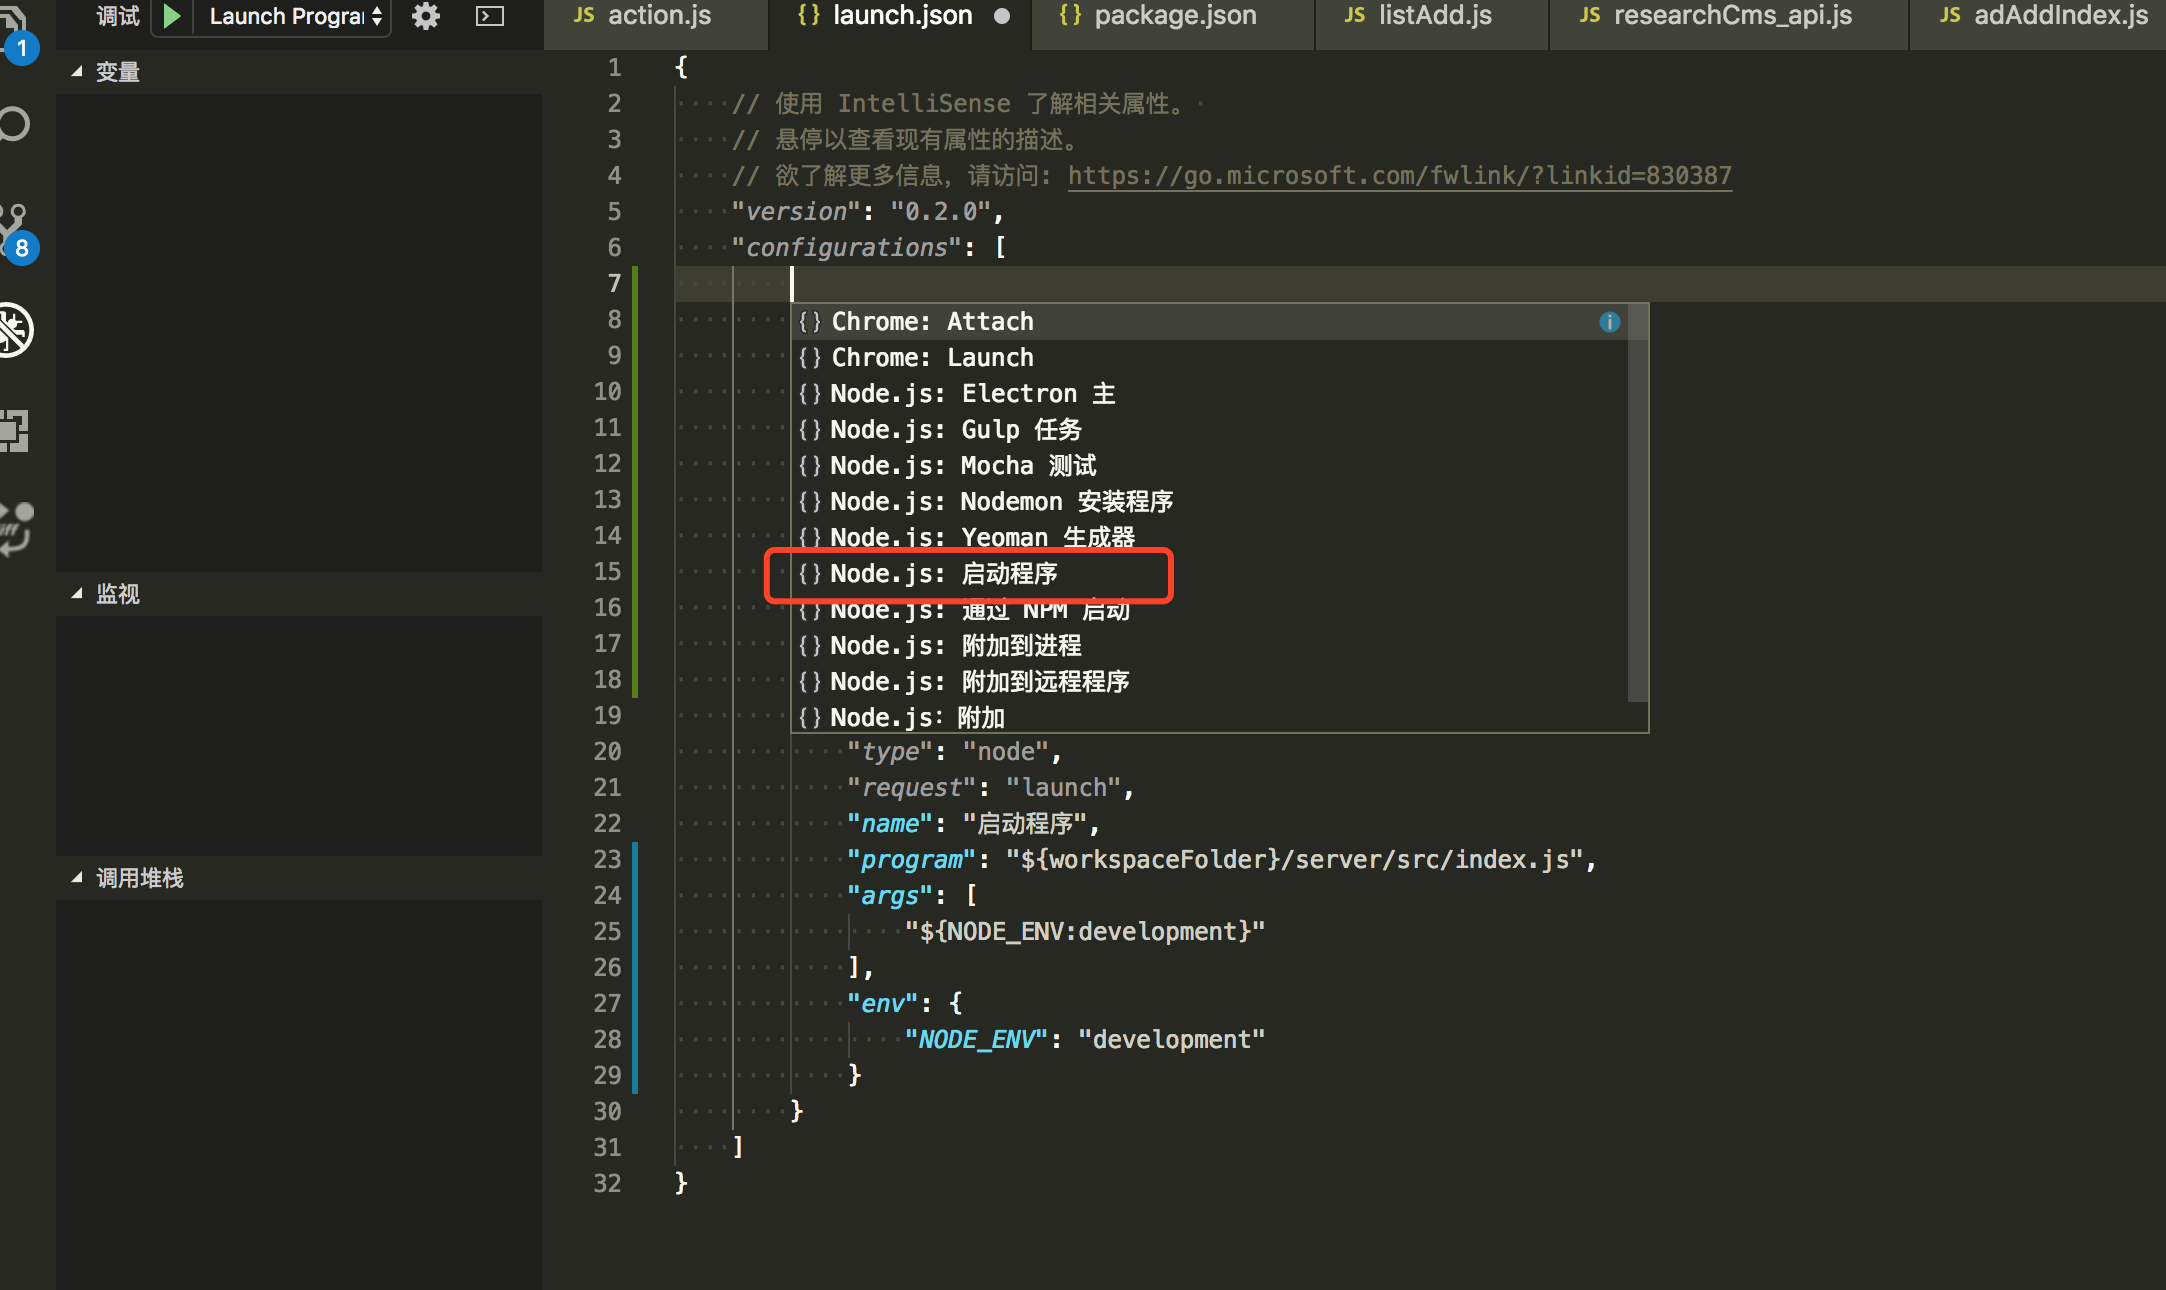 调试 Launch Progra
JS action.js {} launch.json {} package.json JS listAdd.js JS researchCms_api.js JS adAddIndex.js
1
8
变量
监视
调用堆栈
1 {
2 // 使用 IntelliSense 了解相关属性。
3 // 悬停以查看现有属性的描述。
4 // 欲了解更多信息，请访问: https://go.microsoft.com/fwlink/?linkid=830387
5 "version": "0.2.0",
6 "configurations": [
7
8 {} Chrome: Attach
9 {} Chrome: Launch
10 {} Node.js: Electron 主
11 {} Node.js: Gulp 任务
12 {} Node.js: Mocha 测试
13 {} Node.js: Nodemon 安装程序
14 {} Node.js: Yeoman 生成器
15 {} Node.js: 启动程序
16 {} Node.js: 通过 NPM 启动
17 {} Node.js: 附加到进程
18 {} Node.js: 附加到远程程序
19 {} Node.js: 附加
20 "type": "node",
21 "request": "launch",
22 "name": "启动程序",
23 "program": "${workspaceFolder}/server/src/index.js",
24 "args": [
25 "${NODE_ENV:development}"
26 ],
27 "env": {
28 "NODE_ENV": "development"
29 }
30 }
31 ]
32 }